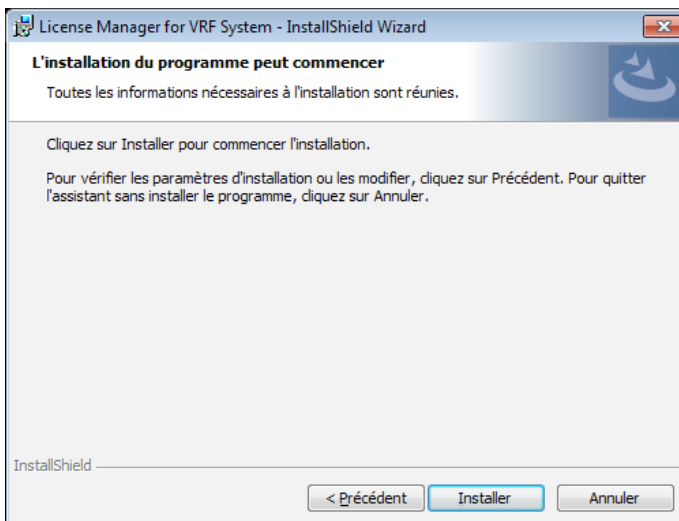 License Manager for VRF System - InstallShield Wizard
L'installation du programme peut commencer
Toutes les informations nécessaires à l'installation sont réunies.
Cliquez sur Installer pour commencer l'installation.
Pour vérifier les paramètres d'installation ou les modifier, cliquez sur Précédent. Pour quitter
l'assistant sans installer le programme, cliquez sur Annuler.
InstallShield
< Précédent
Installer
Annuler